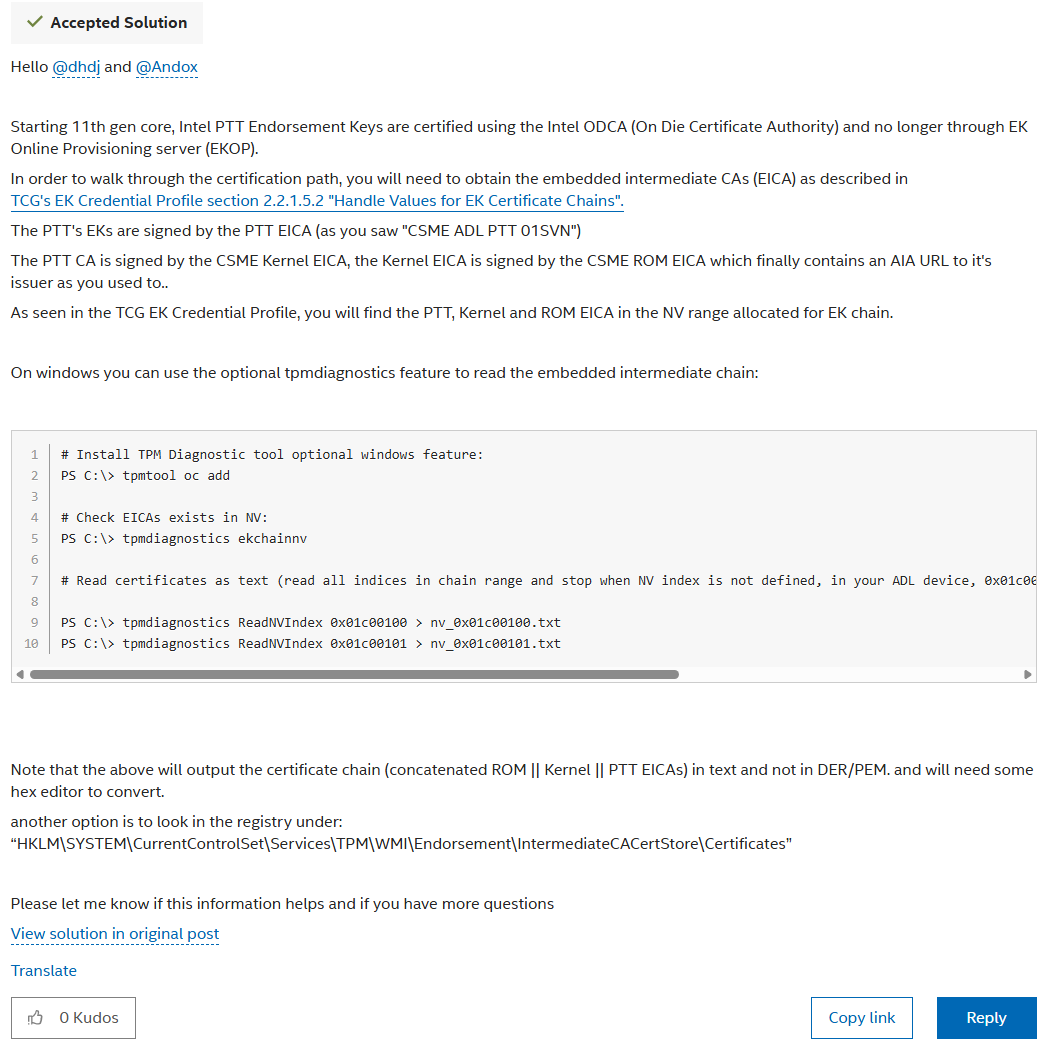 Accepted Solution
Hello @dhdj and @Andox
Starting 11th gen core, Intel PTT Endorsement Keys are certified using the Intel ODCA (On Die Certificate Authority) and no longer through EK
Online Provisioning server (EKOP).
In order to walk through the certification path, you will need to obtain the embedded intermediate CAs (EICA) as described in
TCG's EK Credential Profile section 2.2.1.5.2 "Handle Values for EK Certificate Chains".
The PTT's EKs are signed by the PTT EICA (as you saw "CSME ADL PTT 01SVN")
The PTT CA is signed by the CSME Kernel EICA, the Kernel EICA is signed by the CSME ROM EICA which finally contains an AIA URL to it's
issuer as you used to..
As seen in the TCG EK Credential Profile, you will find the PTT, Kernel and ROM EICA in the NV range allocated for EK chain.
On windows you can use the optional tpmdiagnostics feature to read the embedded intermediate chain:
1 # Install TPM Diagnostic tool optional windows feature:
2 PS C:\> tpmtool oc add
3
4 # Check EICAs exists in NV:
5 PS C:\> tpmdiagnostics ekchainnv
6
7 # Read certificates as text (read all indices in chain range and stop when NV index is not defined, in your ADL device, 0x01c00
8
9 PS C:\> tpmdiagnostics ReadNVIndex 0x01c00100 > nv_0x01c00100.txt
10 PS C:\> tpmdiagnostics ReadNVIndex 0x01c00101 > nv_0x01c00101.txt
Note that the above will output the certificate chain (concatenated ROM || Kernel || PTT EICAs) in text and not in DER/PEM. and will need some
hex editor to convert.
another option is to look in the registry under:
“HKLM\SYSTEM\CurrentControlSet\Services\TPM\WMI\Endorsement\IntermediateCACertStore\Certificates”
Please let me know if this information helps and if you have more questions
View solution in original post
Translate
0 Kudos
Copy link
Reply